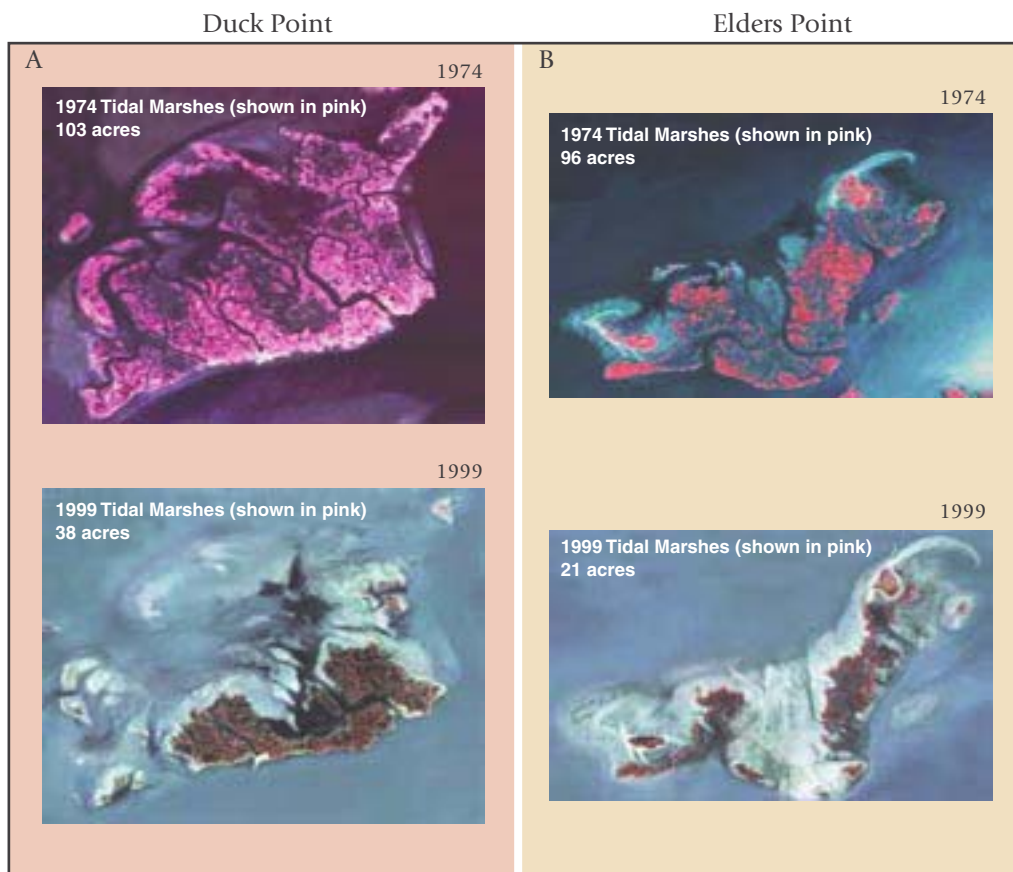 Duck Point
Elders Point
A
1974
1974 Tidal Marshes (shown in pink)
103 acres
1999
1999 Tidal Marshes (shown in pink)
38 acres
B
1974
1974 Tidal Marshes (shown in pink)
96 acres
1999
1999 Tidal Marshes (shown in pink)
21 acres